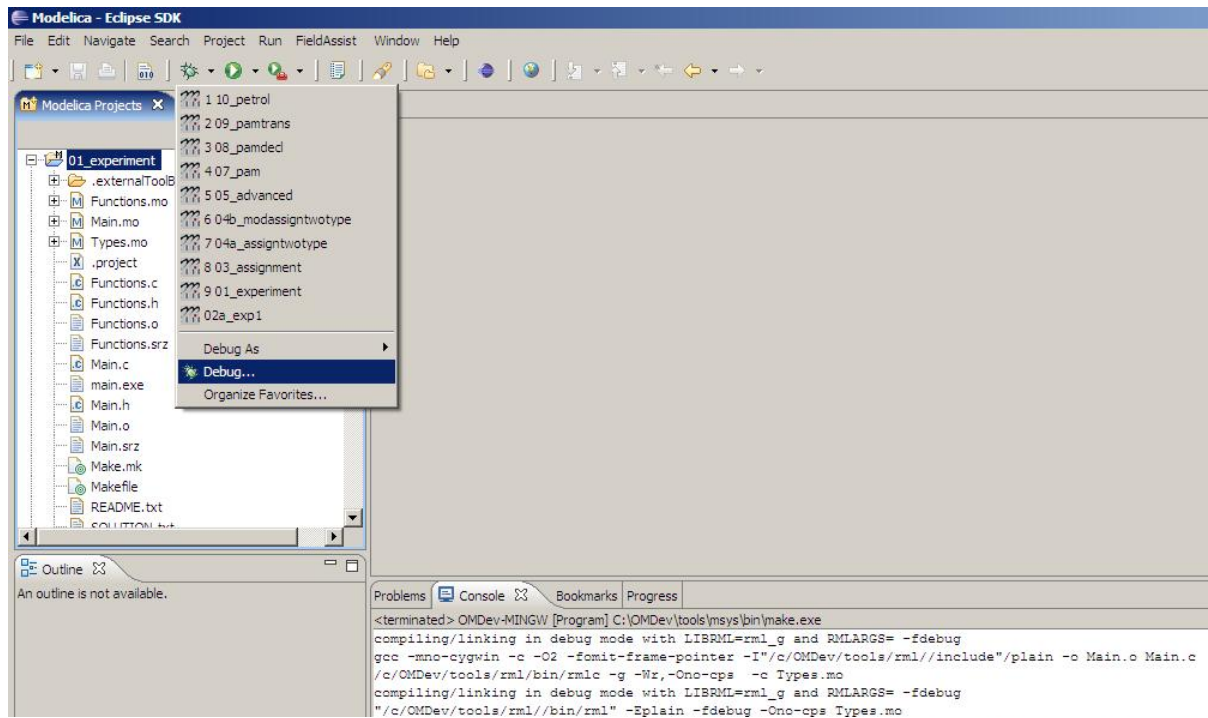 Modelica - Eclipse SDK
File Edit Navigate Search Project Run FieldAssist Window Help
Modelica Projects
01_experiment
.externalToolB
Functions.mo
Main.mo
Types.mo
.project
Functions.c
Functions.h
Functions.o
Functions.srz
Main.c
main.exe
Main.h
Main.o
Main.srz
Make.mk
Makefile
README.txt
SOLUTION.txt
1 10_petrol
2 09_pamtrans
3 08_pamdecl
4 07_pam
5 05_advanced
6 04b_modassigntwotype
7 04a_assigntwotype
8 03_assignment
9 01_experiment
02a_exp1
Debug As
Debug...
Organize Favorites...
Outline
An outline is not available.
Problems Console Bookmarks Progress
<terminated> OMDev-MINGW [Program] C:\OMDev\tools\msys\bin\make.exe
compiling/linking in debug mode with LIBRML=rml_g and RMLARGS= -fdebug
gcc -mno-cygwin -c -O2 -fomit-frame-pointer -I"/c/OMDev/tools/rml//include"/plain -o Main.o Main.c
/c/OMDev/tools/rml/bin/rmlc -g -Wr,-Ono-cps -c Types.mo
compiling/linking in debug mode with LIBRML=rml_g and RMLARGS= -fdebug
"/c/OMDev/tools/rml//bin/rml" -Eplain -fdebug -Ono-cps Types.mo